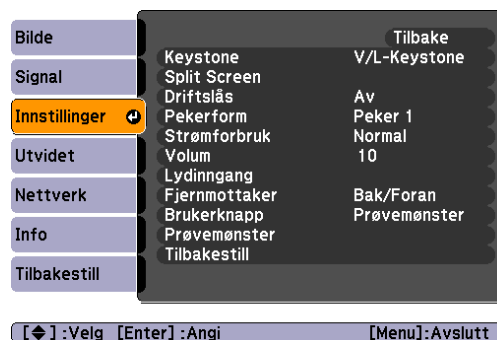 Bilde
Signal
Innstillinger
Utvidet
Nettverk
Info
Tilbakestill
Tilbake
Keystone V/L-Keystone
Split Screen
Driftslås Av
Pekerform Peker 1
Strømforbruk Normal
Volum 10
Lydinngang
Fjernmottaker Bak/Foran
Brukerknapp Prøvemønster
Prøvemønster
Tilbakestill
[◆] :Velg [Enter] :Angi [Menu]:Avslutt